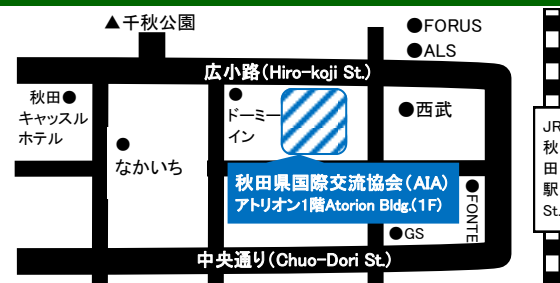 ▲千秋公園
●FORUS
●ALS
広小路(Hiro-koji St.)
秋田●
キャッスル
ホテル
●
なかいち
●
ドーミー
イン
●西武
JR
秋
田
駅
St.
秋田県国際交流協会(AIA)
アトリオン1階Atorion Bldg.(1F)
●FONTE
●GS
中央通り(Chuo-Dori St.)